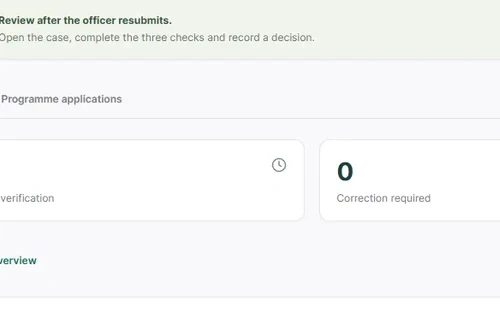 Review after the officer resubmits.
Open the case, complete the three checks and record a decision.
Programme applications
0
verification
Correction required
verview